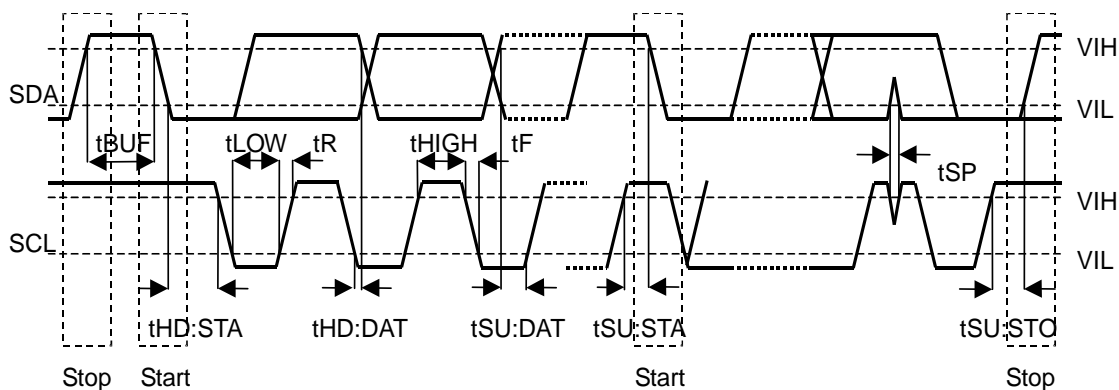 VIH
SDA
VIL
tBUF tLOW tR tHIGH tF
tSP
VIH
SCL
VIL
tHD:STA tHD:DAT tSU:DAT tSU:STA tSU:STO
Stop Start Start Stop